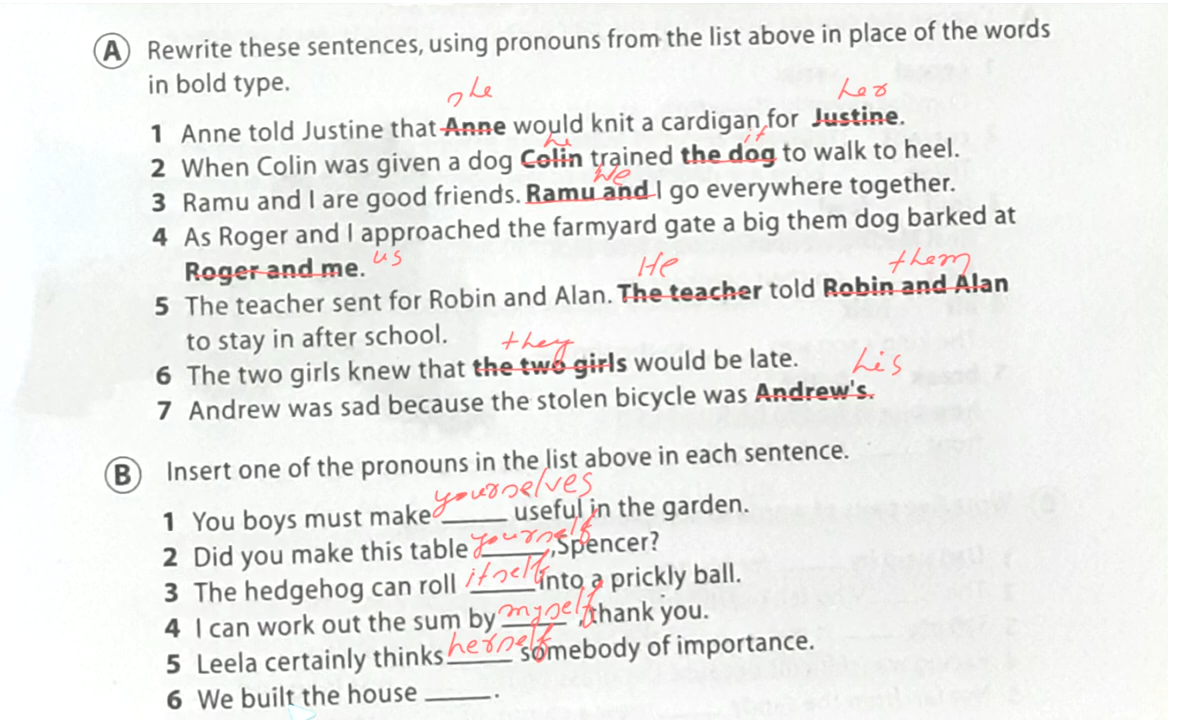 A Rewrite these sentences, using pronouns from the list above in place of the words
in bold type.
she her
1 Anne told Justine that Anne would knit a cardigan for Justine.
he it
2 When Colin was given a dog Colin trained the dog to walk to heel.
We
3 Ramu and I are good friends. Ramu and I go everywhere together.
4 As Roger and I approached the farmyard gate a big them dog barked at
Roger and me. us
He them
5 The teacher sent for Robin and Alan. The teacher told Robin and Alan
to stay in after school.
they
6 The two girls knew that the two girls would be late.
his
7 Andrew was sad because the stolen bicycle was Andrew's.
B Insert one of the pronouns in the list above in each sentence.
1 You boys must make yourselves useful in the garden.
2 Did you make this table yourself, Spencer?
3 The hedgehog can roll itself into a prickly ball.
4 I can work out the sum by myself, thank you.
5 Leela certainly thinks herself somebody of importance.
6 We built the house ______.